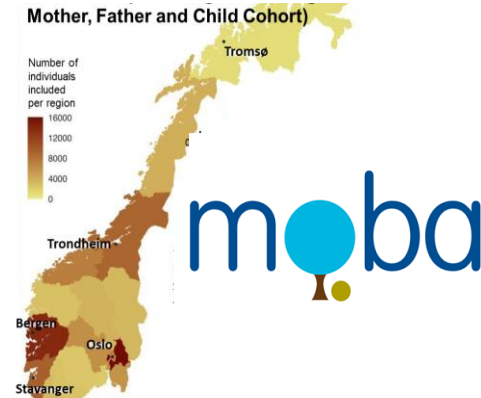 Mother, Father and Child Cohort)
Tromsø
Number of
individuals
included
per region
16000
12000
8000
4000
0
moba
Trondheim
Bergen
Oslo
Stavanger